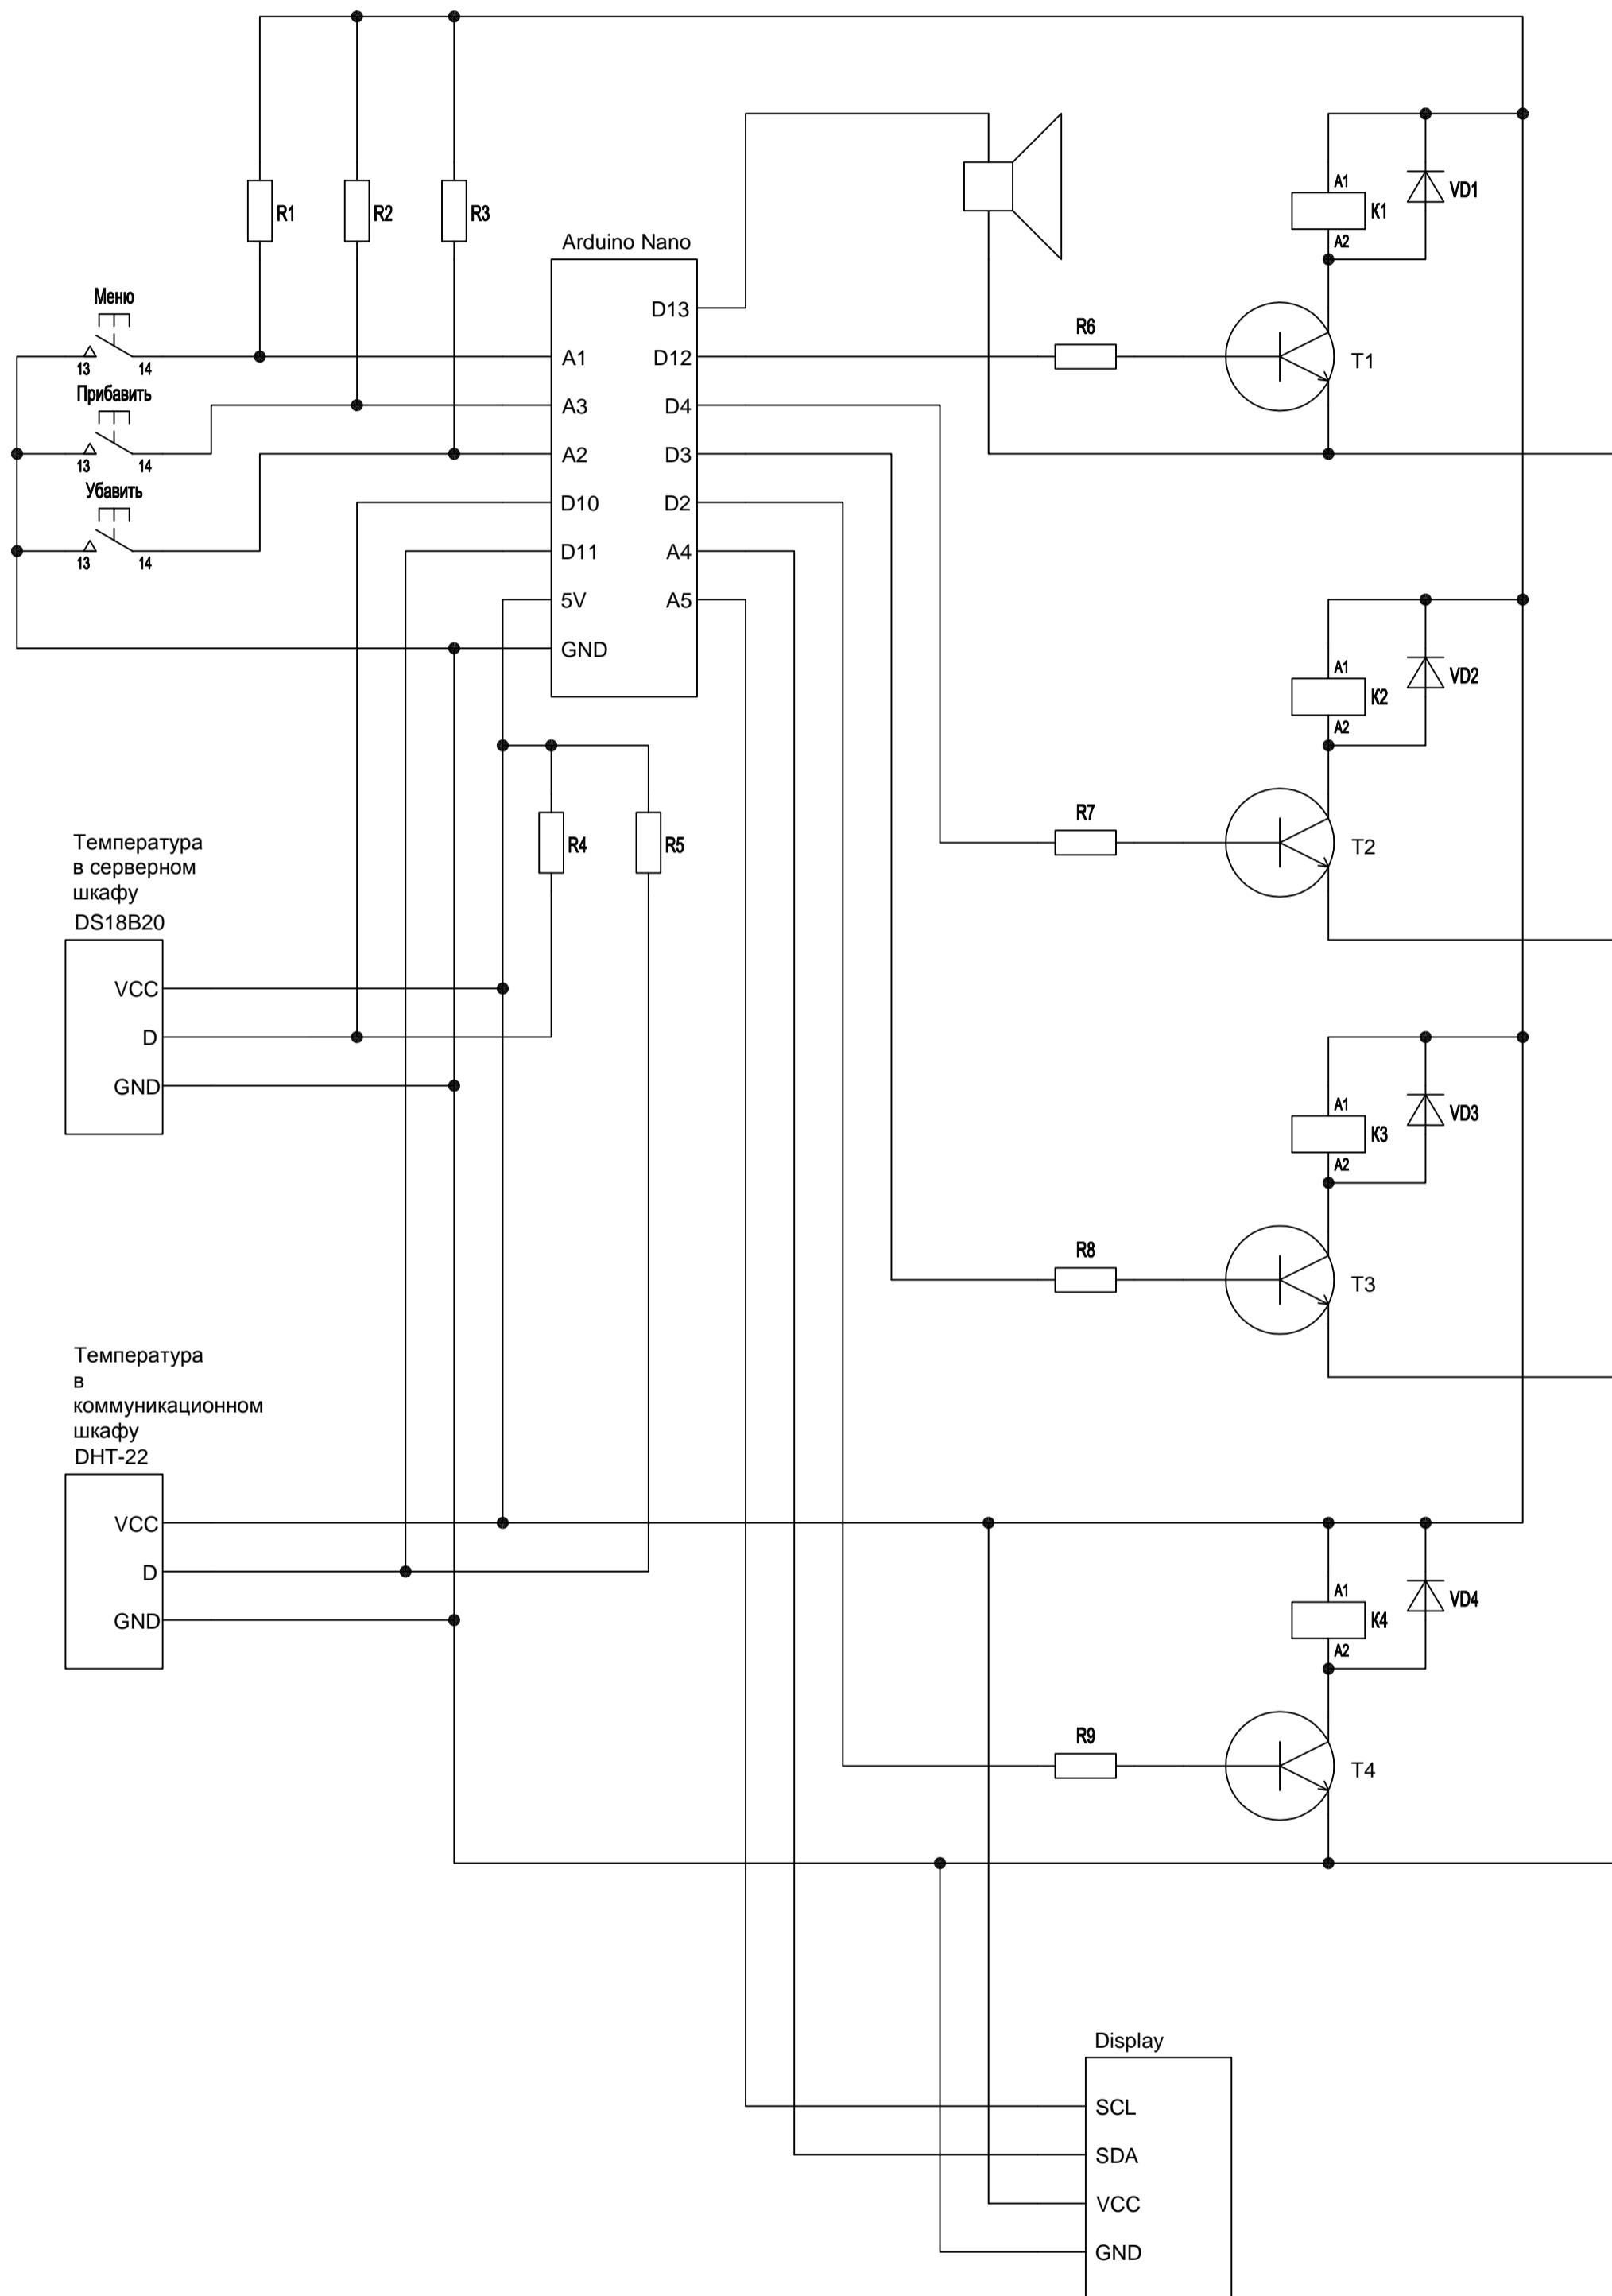 R1
R2
R3
A1
K1
A2
VD1
Arduino Nano
Меню
13
14
Прибавить
13
14
Убавить
13
14
A1
A3
A2
D10
D11
5V
GND
D13
D12
D4
D3
D2
A4
A5
R6
T1
A1
K2
A2
VD2
R4
R5
R7
T2
Температура
в серверном
шкафу
DS18B20
VCC
D
GND
A1
K3
A2
VD3
R8
T3
Температура
в
коммуникационном
шкафу
DHT-22
VCC
D
GND
A1
K4
A2
VD4
R9
T4
Display
SCL
SDA
VCC
GND